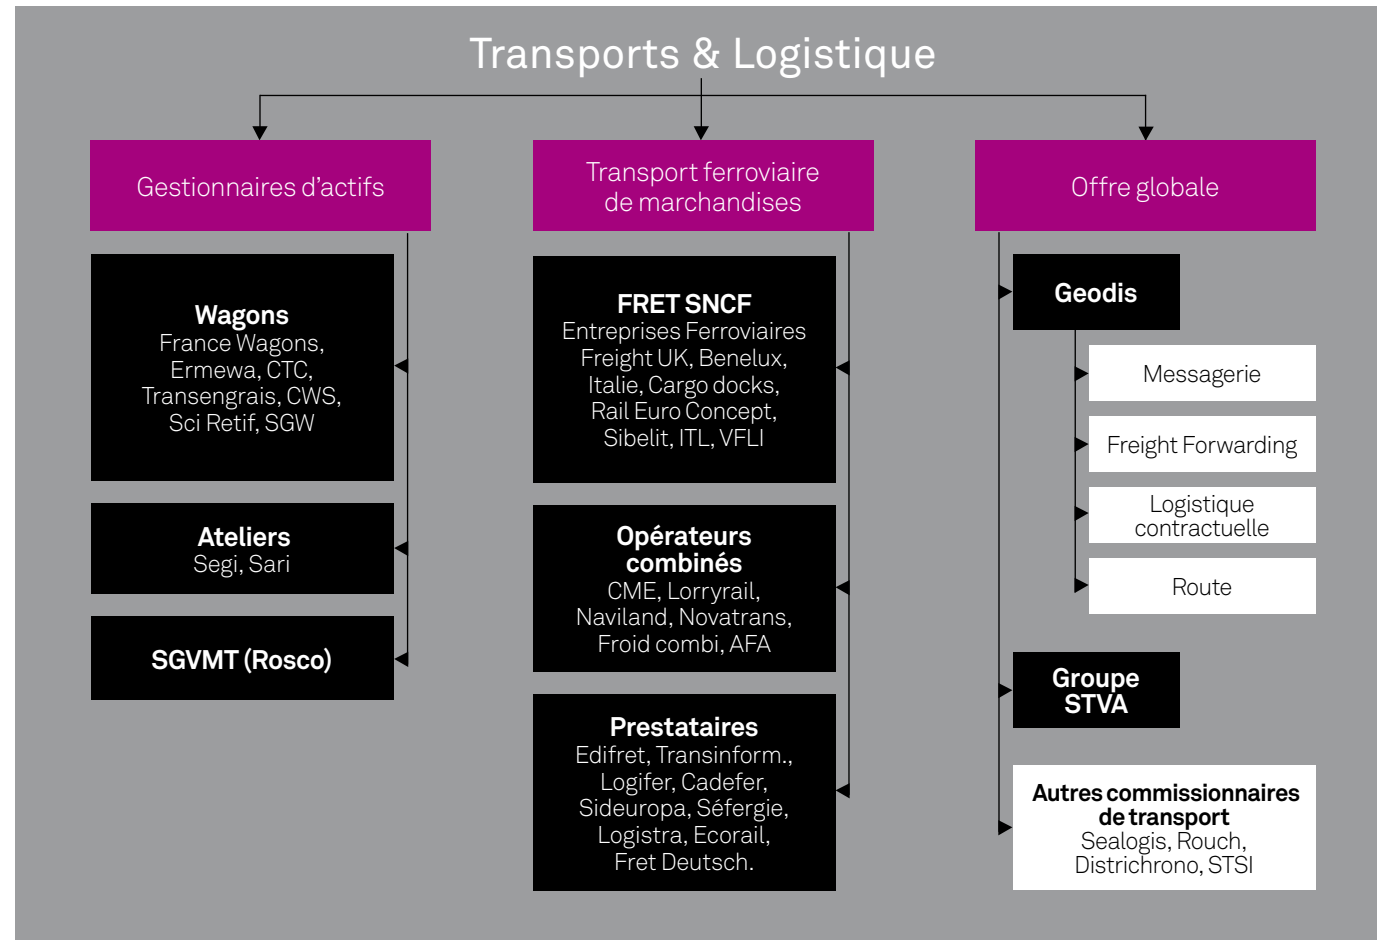 Transports & Logistique
Gestionnaires d'actifs
Wagons
France Wagons,
Ermewa, CTC,
Transengrais, CWS,
Sci Retif, SGW
Ateliers
Segi, Sari
SGVMT (Rosco)
Transport ferroviaire
de marchandises
FRET SNCF
Entreprises Ferroviaires
Freight UK, Benelux,
Italie, Cargo docks,
Rail Euro Concept,
Sibelit, ITL, VFLI
Opérateurs
combinés
CME, Lorryrail,
Naviland, Novatrans,
Froid combi, AFA
Prestataires
Edifret, Transinform.,
Logifer, Cadefer,
Sideuropa, Séfergie,
Logistra, Ecorail,
Fret Deutsch.
Offre globale
Geodis
Messagerie
Freight Forwarding
Logistique
contractuelle
Route
Groupe
STVA
Autres commissionnaires
de transport
Sealogis, Rouch,
Districhrono, STSI